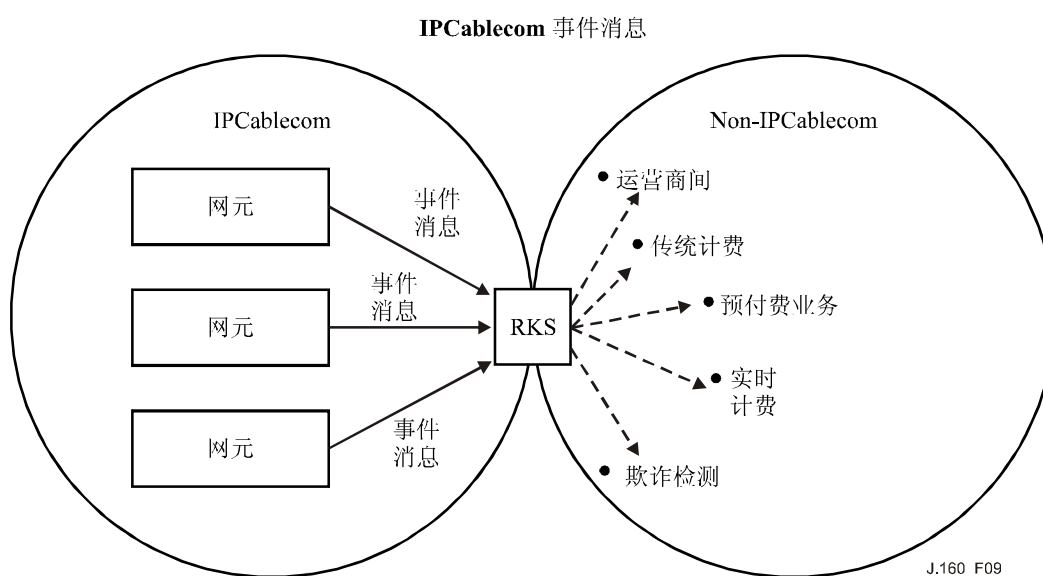 IPCablecom 事件消息
IPCablecom
网元
事件
消息
网元
事件
消息
网元
事件
消息
RKS
Non-IPCablecom
• 运营商间
• 传统计费
• 预付费业务
• 实时
计费
• 欺诈检测
J.160_F09